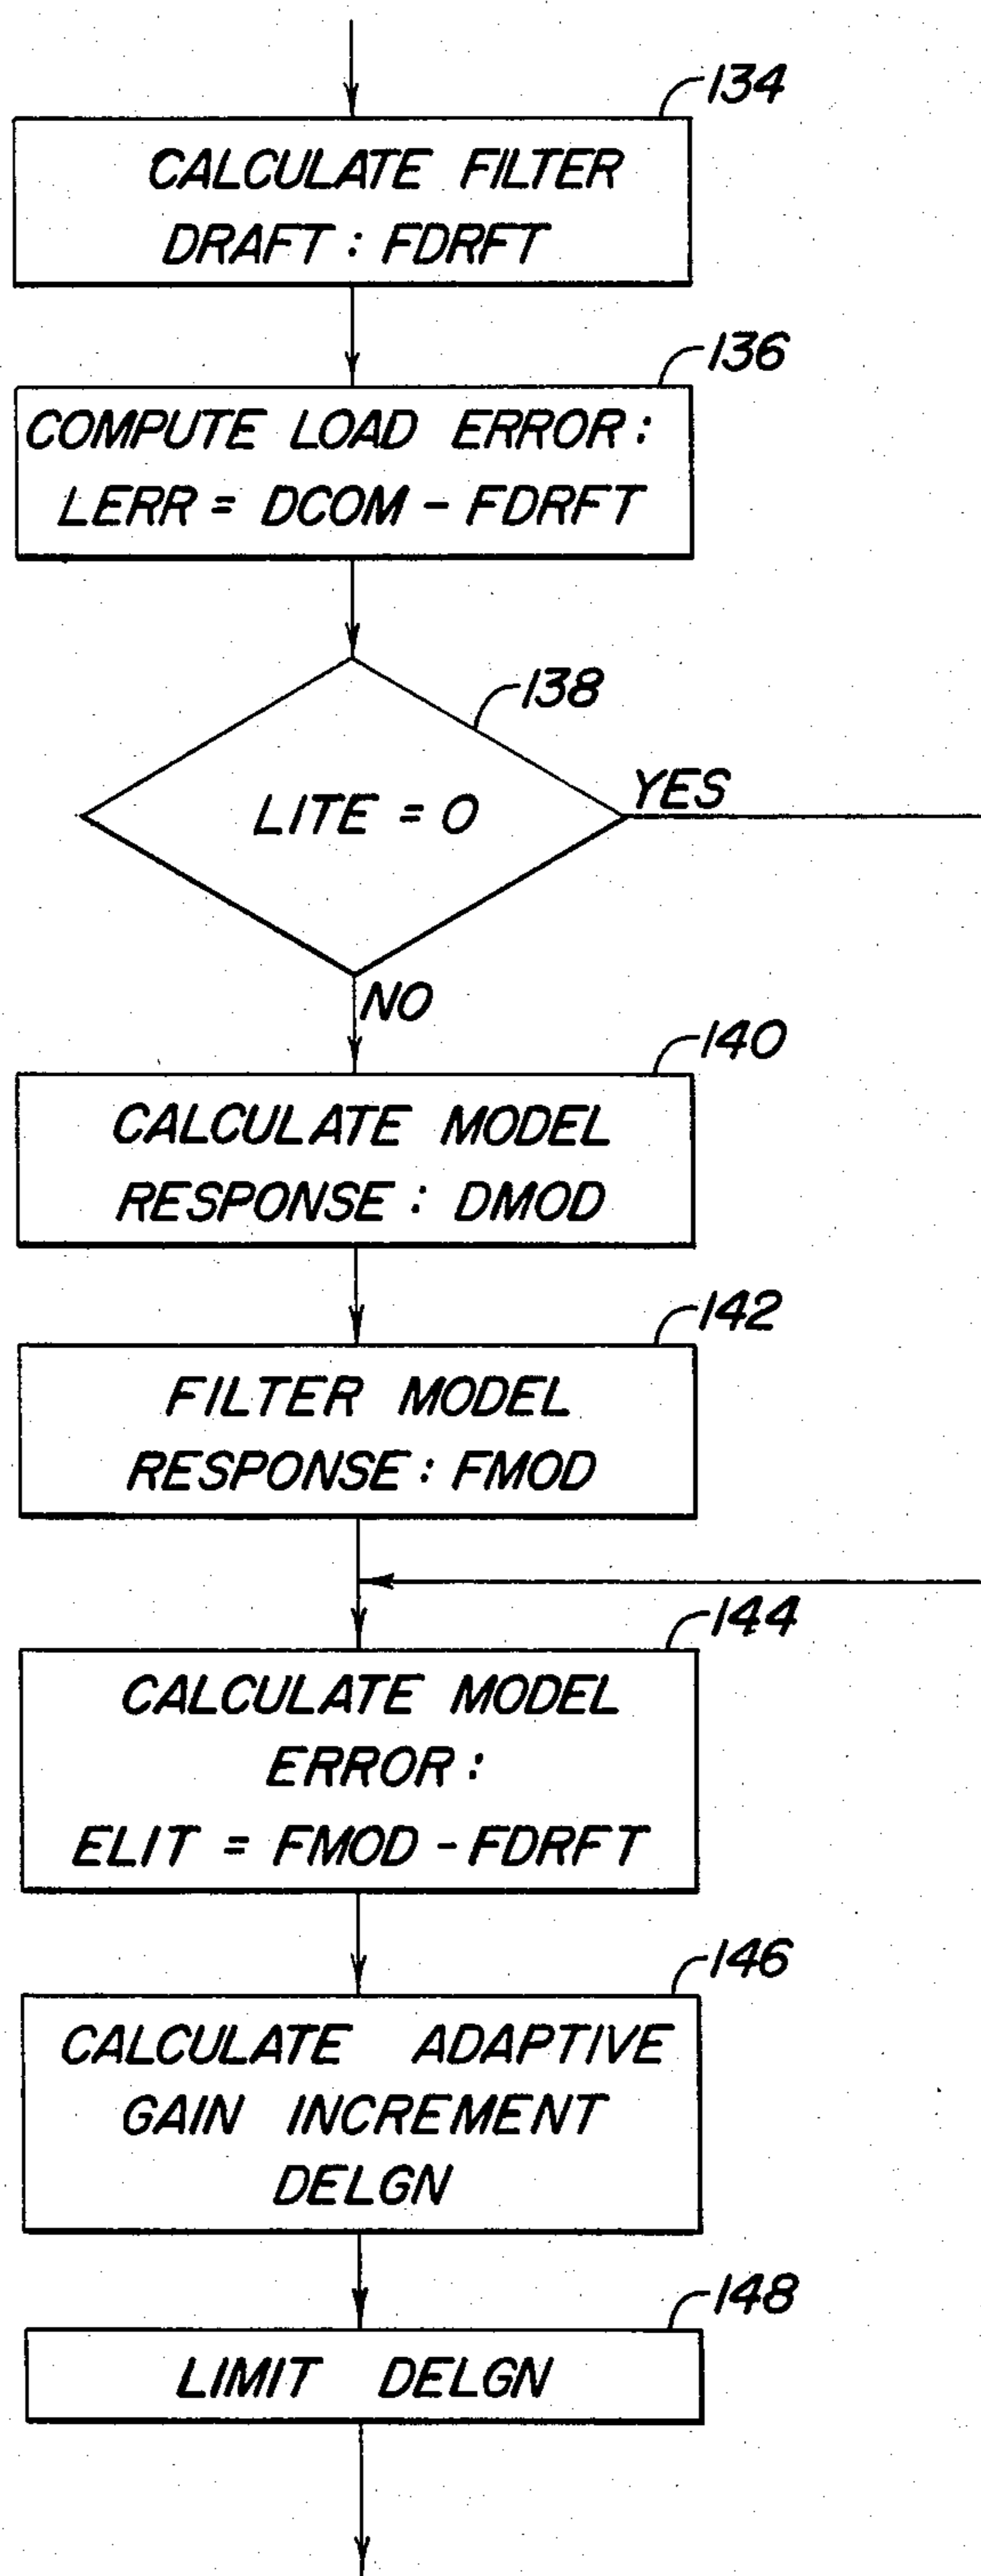 134
CALCULATE FILTER
DRAFT : FDRFT
136
COMPUTE LOAD ERROR :
LERR = DCOM - FDRFT
138
LITE = 0
YES
NO
140
CALCULATE MODEL
RESPONSE : DMOD
142
FILTER MODEL
RESPONSE : FMOD
144
CALCULATE MODEL
ERROR :
ELIT = FMOD - FDRFT
146
CALCULATE ADAPTIVE
GAIN INCREMENT
DELGN
148
LIMIT DELGN